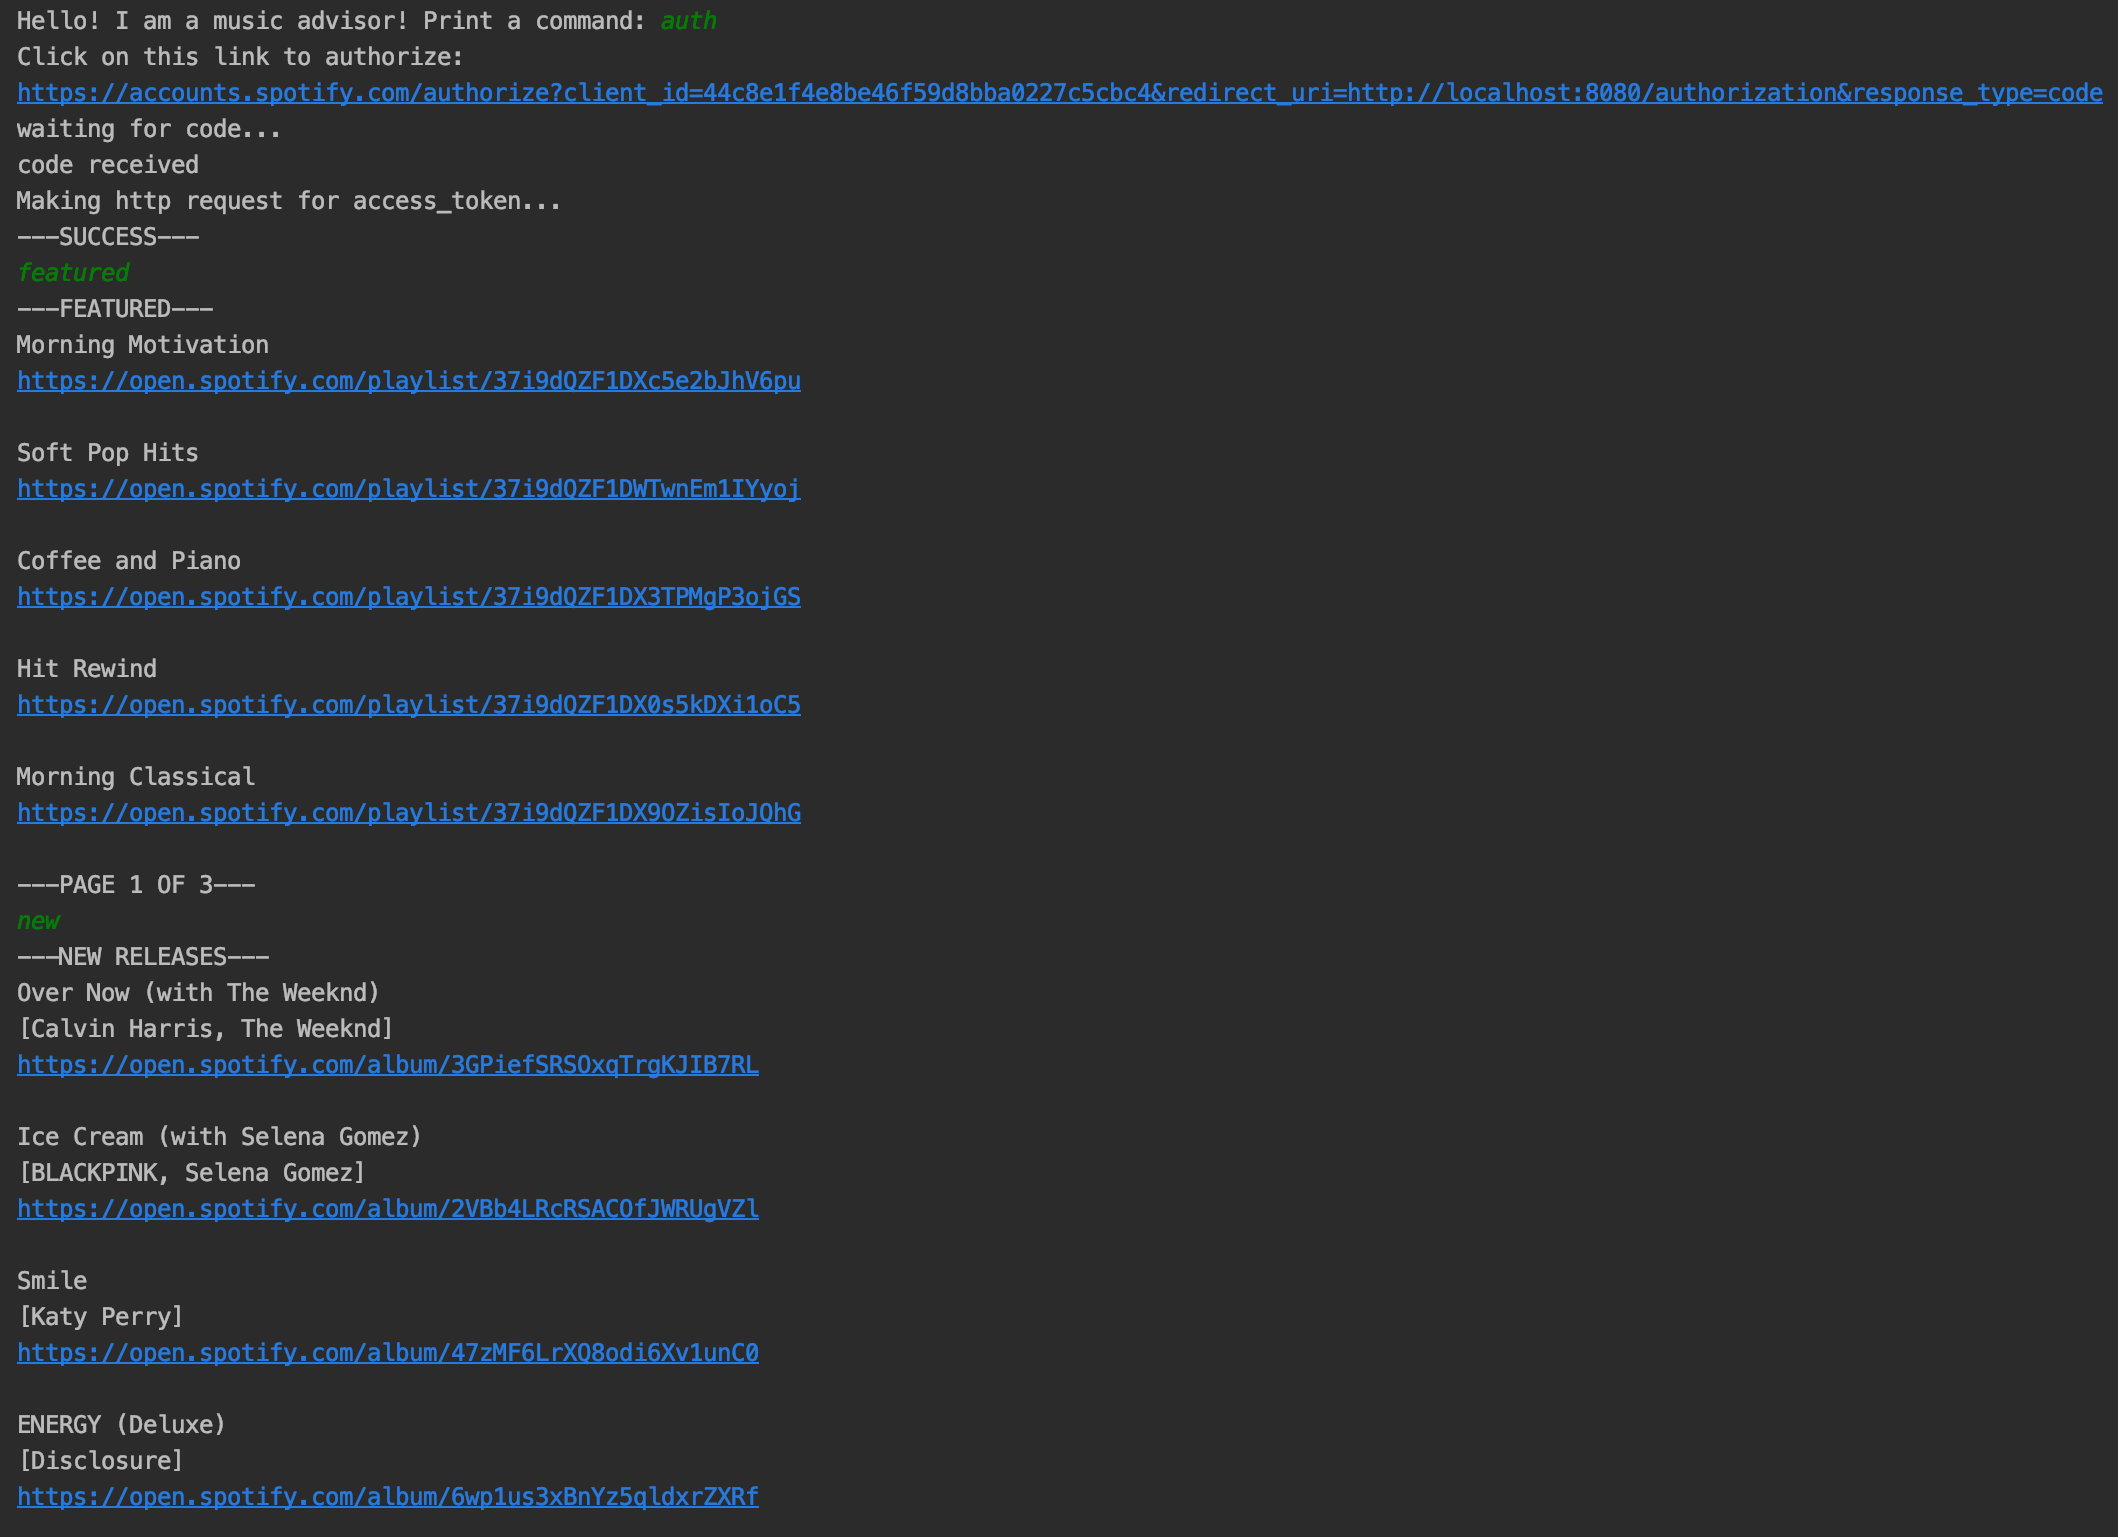 Hello! I am a music advisor! Print a command: auth
Click on this link to authorize:
https://accounts.spotify.com/authorize?client_id=44c8e1f4e8be46f59d8bba0227c5cbc4&redirect_uri=http://localhost:8080/authorization&response_type=code
waiting for code...
code received
Making http request for access_token...
---SUCCESS---
featured
---FEATURED---
Morning Motivation
https://open.spotify.com/playlist/37i9dQZF1DXc5e2bJhV6pu
Soft Pop Hits
https://open.spotify.com/playlist/37i9dQZF1DWTwnEm1IYyoj
Coffee and Piano
https://open.spotify.com/playlist/37i9dQZF1DX3TPMgP3ojGS
Hit Rewind
https://open.spotify.com/playlist/37i9dQZF1DX0s5kDXi1oC5
Morning Classical
https://open.spotify.com/playlist/37i9dQZF1DX9OZisIoJQhG
---PAGE 1 OF 3---
new
---NEW RELEASES---
Over Now (with The Weeknd)
[Calvin Harris, The Weeknd]
https://open.spotify.com/album/3GPiefSRSOxqTrgKJIB7RL
Ice Cream (with Selena Gomez)
[BLACKPINK, Selena Gomez]
https://open.spotify.com/album/2VBb4LRcRSACOfJWRUgVZl
Smile
[Katy Perry]
https://open.spotify.com/album/47zMF6LrXQ8odi6Xv1unC0
ENERGY (Deluxe)
[Disclosure]
https://open.spotify.com/album/6wp1us3xBnYz5qldxrZXRf